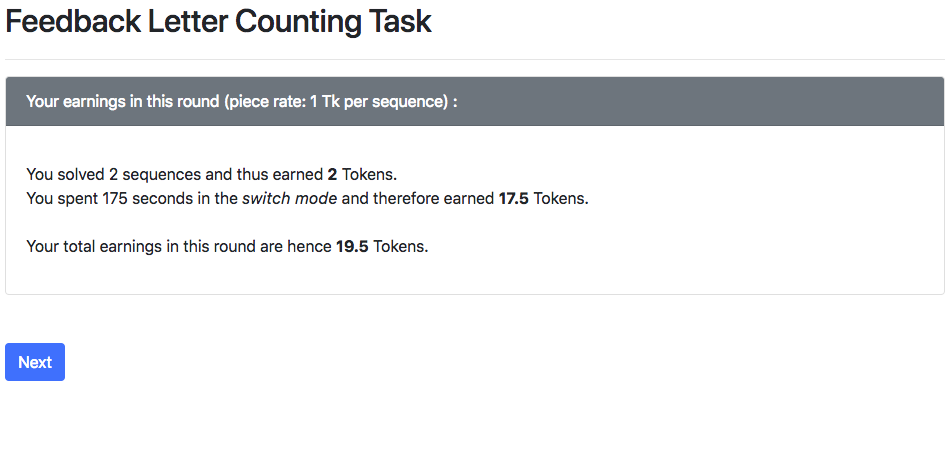 Feedback Letter Counting Task
Your earnings in this round (piece rate: 1 Tk per sequence) :
You solved 2 sequences and thus earned 2 Tokens.
You spent 175 seconds in the switch mode and therefore earned 17.5 Tokens.
Your total earnings in this round are hence 19.5 Tokens.
Next